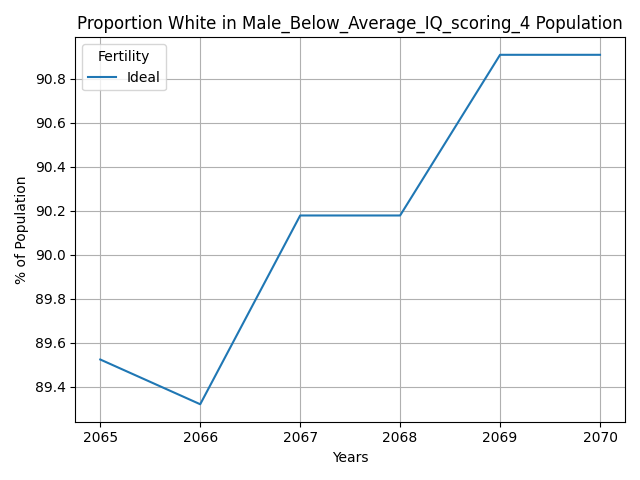 Proportion White in Male_Below_Average_IQ_scoring_4 Population
Fertility
Ideal
% of Population
90.8
90.6
90.4
90.2
90.0
89.8
89.6
89.4
2065 2066 2067 2068 2069 2070
Years